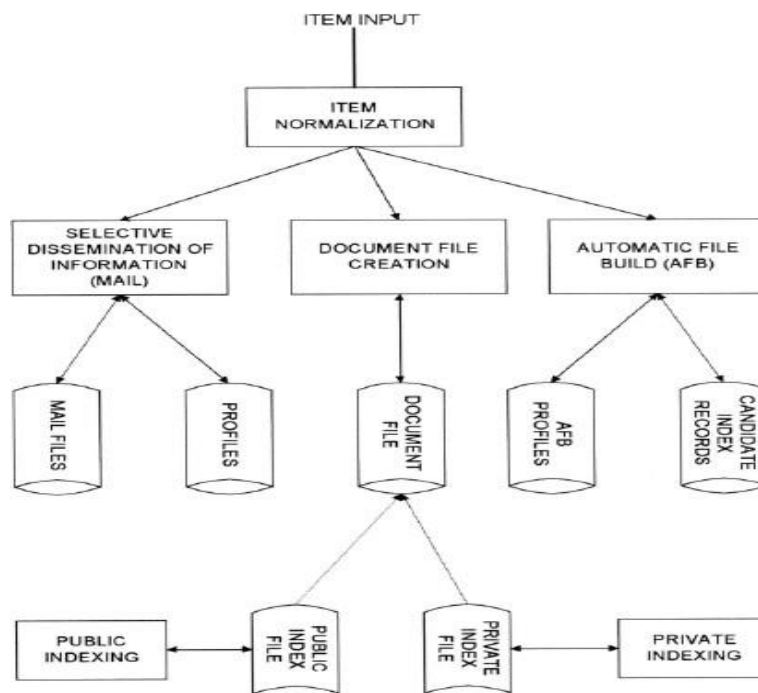 ITEM INPUT
ITEM
NORMALIZATION
SELECTIVE
DISSEMINATION OF
INFORMATION
(MAIL)
DOCUMENT FILE
CREATION
AUTOMATIC FILE
BUILD (AFB)
MAIL FILES
PROFILES
DOCUMENT
FILE
AFB
PROFILES
CANDIDATE
INDEX
RECORDS
PUBLIC
INDEXING
PUBLIC
INDEX
FILE
PRIVATE
INDEX
FILE
PRIVATE
INDEXING